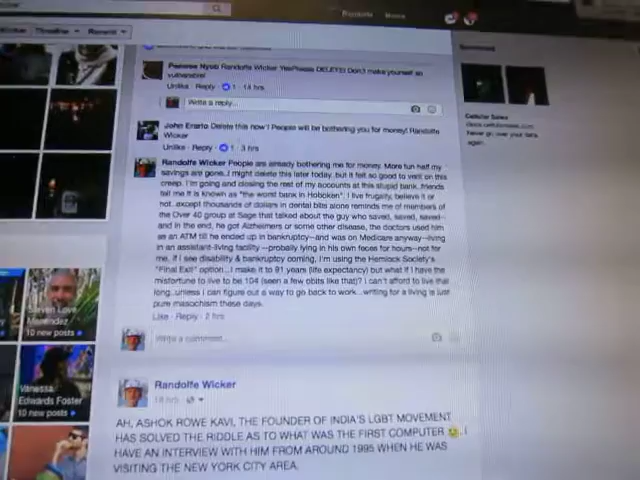 Randolfe Home
Timeline Recent
Randolfe Wicker YesPlease DELETE! Don't make yourself so
vulnerable!
Unlike · Reply · 1 · 14 hrs
Write a reply...
John Erario Delete this now! People will be bothering you for money! Randolfe
Wicker
Unlike · Reply · 1 · 3 hrs
Randolfe Wicker People are already bothering me for money. More fun half my
savings are gone..I might delete this later today. but it felt so good to vent on this
creep. I'm going and closing the rest of my accounts at this stupid bank..friends
tell me it is known as "the worst bank in Hoboken". I live frugally, believe it or
not..except thousands of dollars in dental bills alone reminds me of members of
the Over 40 group at Sage that talked about the guy who saved, saved, saved--
and in the end, he got Alzheimers or some other disease, the doctors used him
as an ATM till he ended up in bankruptcy--and was on Medicare anyway--living
in an assistant-living facility --probably lying in his own feces for hours--not for
me. If I see disability & bankruptcy coming, I'm using the Hemlock Society's
"Final Exit" option...I make it to 91 years (life expectancy) but what if I have the
misfortune to live to be 104 (seen a few obits like that)? I can't afford to live that
long...unless I can figure out a way to go back to work...writing for a living is just
pure masochism these days.
Like · Reply · 2 hrs
Write a comment...
Randolfe Wicker
AH, ASHOK ROWE KAVI, THE FOUNDER OF INDIA'S LGBT MOVEMENT
HAS SOLVED THE RIDDLE AS TO WHAT WAS THE FIRST COMPUTER 😀..I
HAVE AN INTERVIEW WITH HIM FROM AROUND 1995 WHEN HE WAS
VISITING THE NEW YORK CITY AREA.
Steven Love
Menendez
10 new posts
Vanessa
Edwards Foster
10 new posts
Cellular Sales
again.